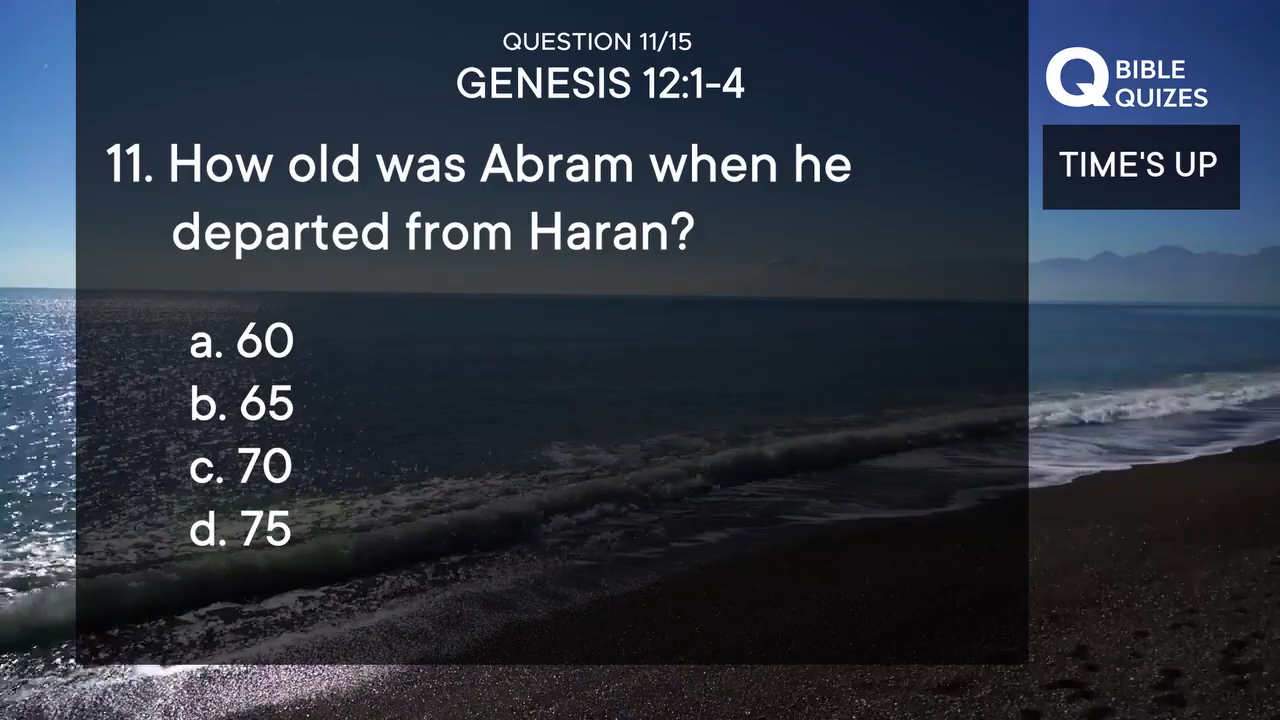 QUESTION 11/15
GENESIS 12:1-4
11. How old was Abram when he
departed from Haran?
a. 60
b. 65
c. 70
d. 75
Q BIBLE
QUIZES
TIME'S UP